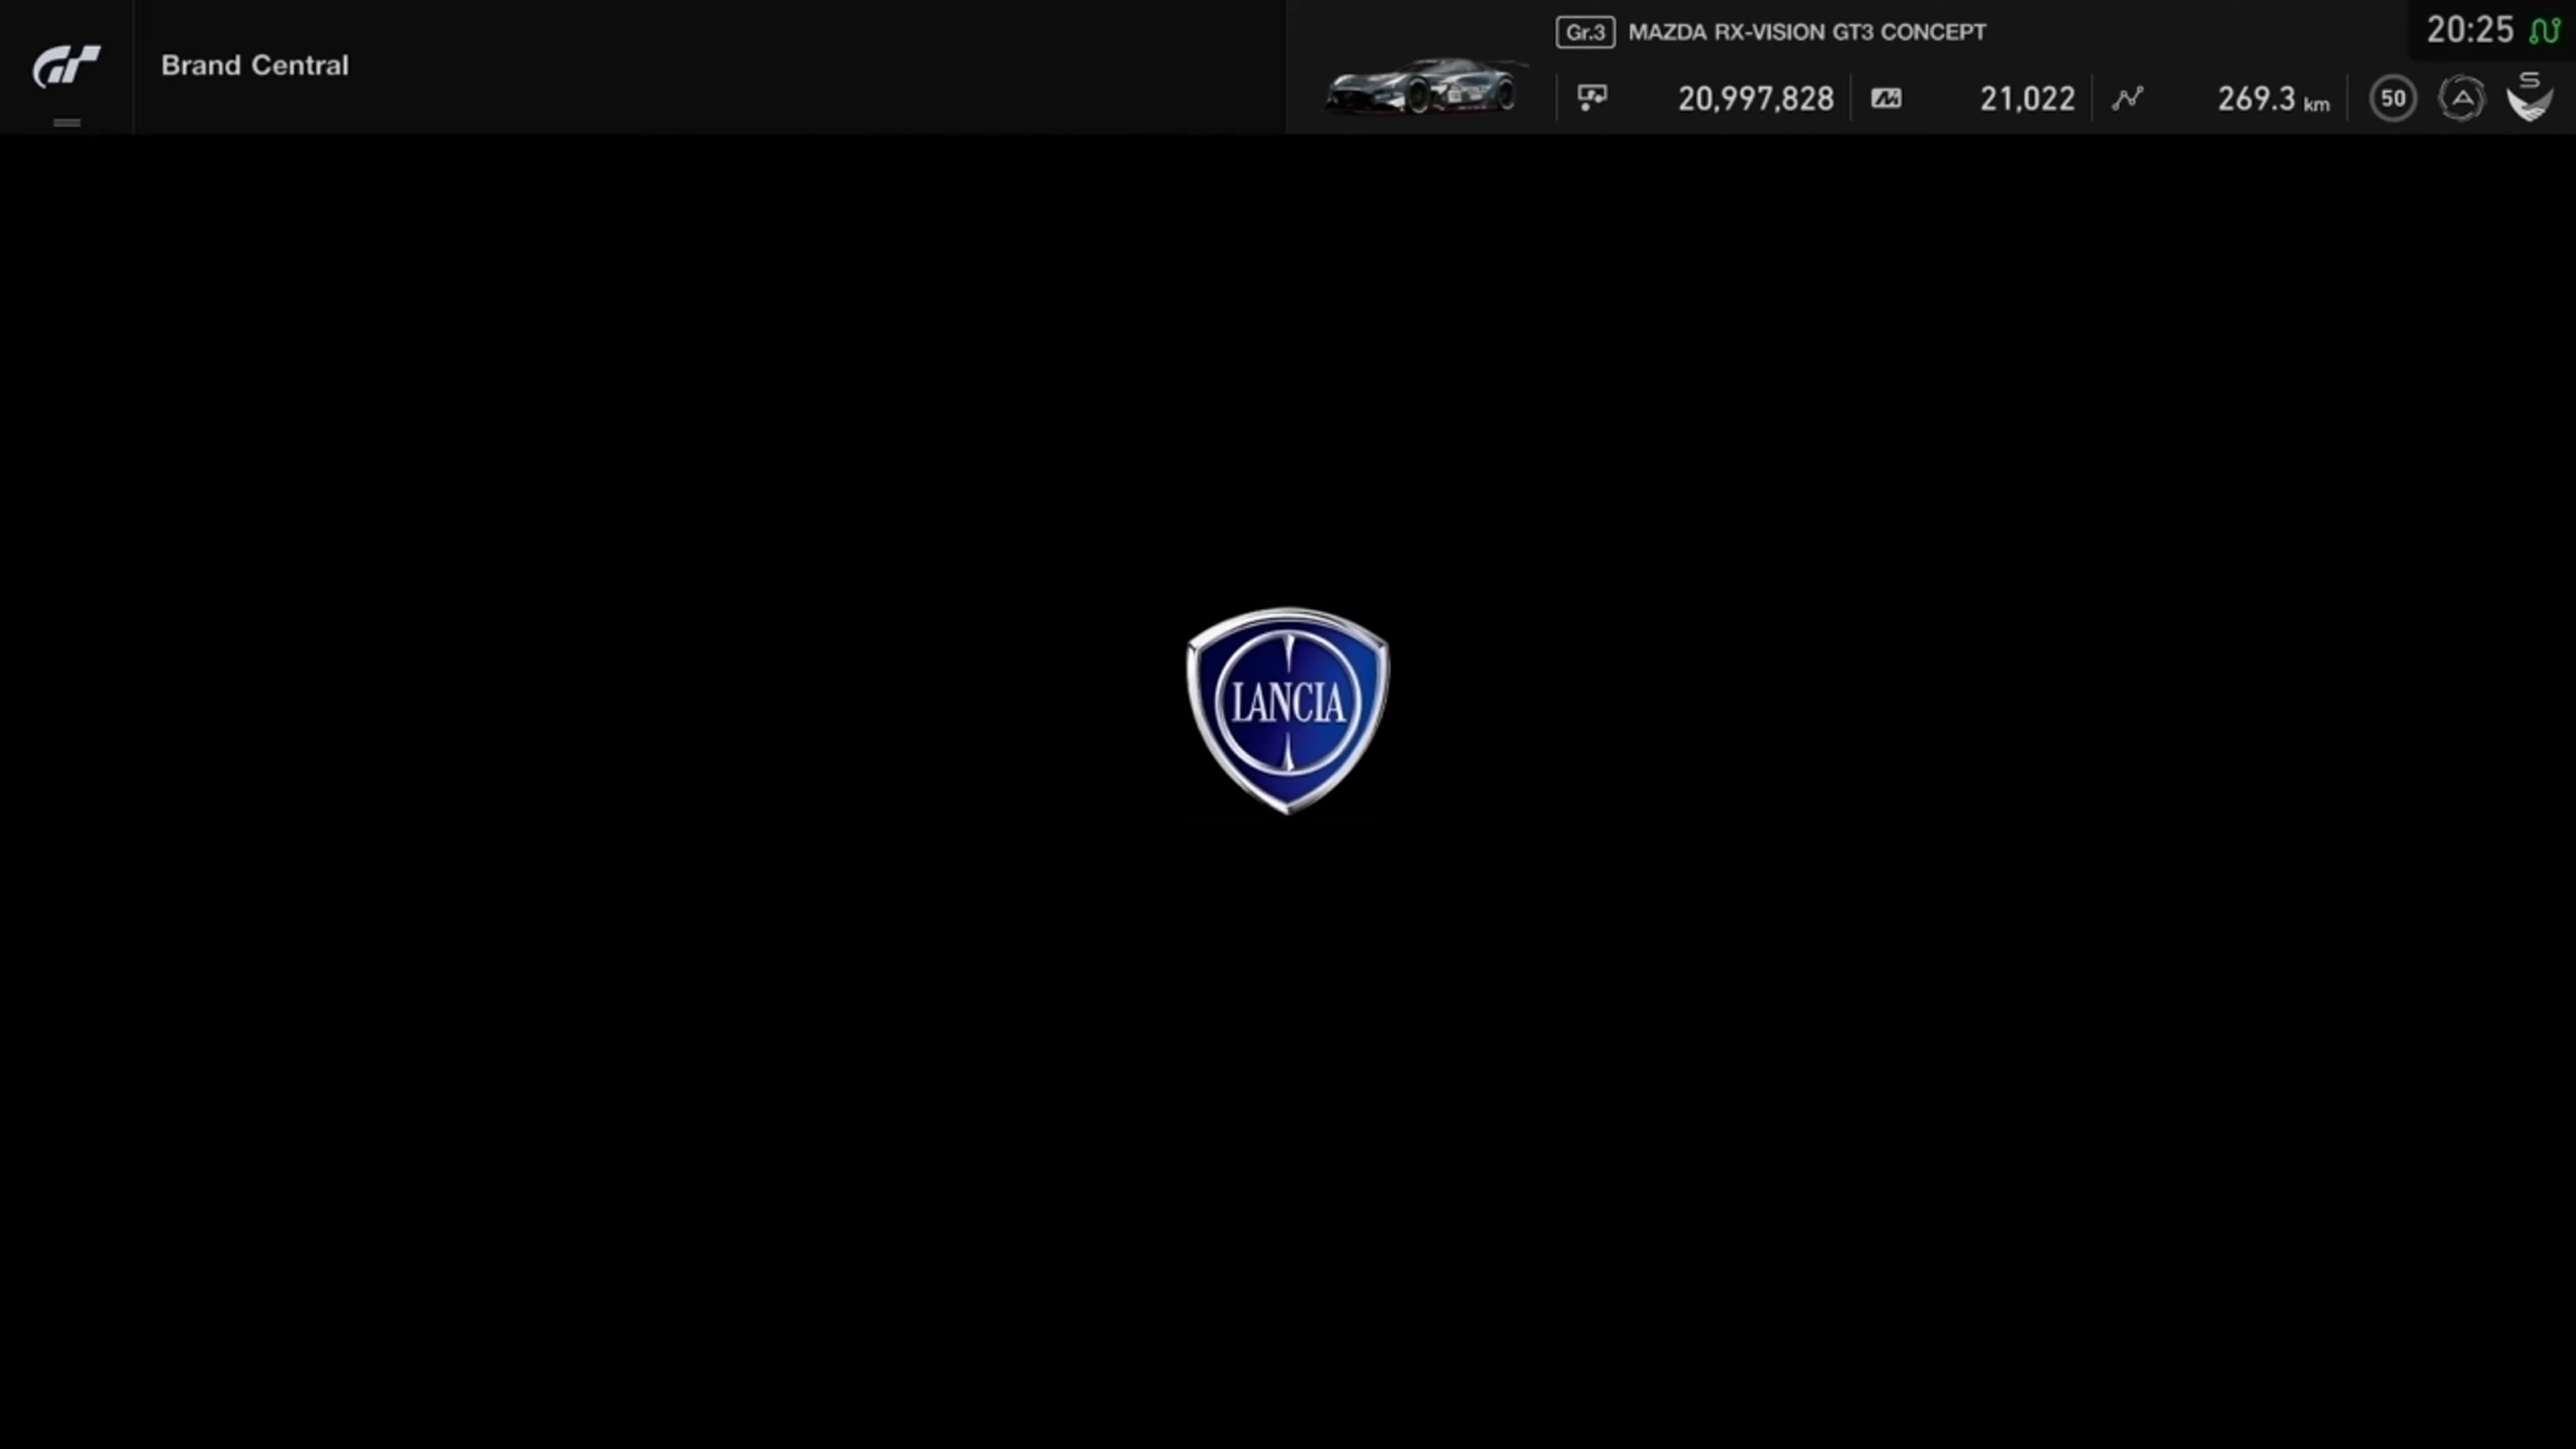 Brand Central
Gr.3 MAZDA RX-VISION GT3 CONCEPT
20:25
20,997,828
21,022
269.3 km
50
A
S
LANCIA